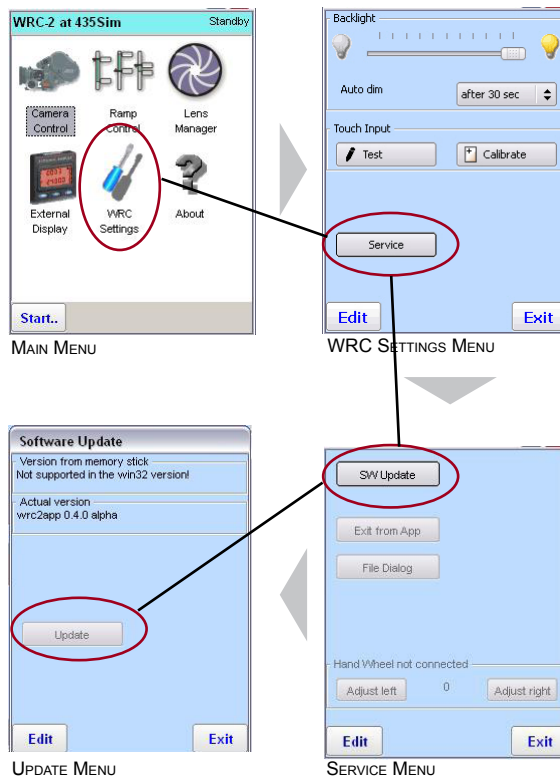 WRC-2 at 435Sim Standby
Camera Control
Ramp Control
Lens Manager
External Display
WRC Settings
About
Start..
MAIN MENU
Backlight
Auto dim after 30 sec
Touch Input
Test Calibrate
Service
Edit Exit
WRC SETTINGS MENU
Software Update
Version from memory stick
Not supported in the win32 version!
Actual version
wrc2app 0.4.0 alpha
Update
Edit Exit
UPDATE MENU
SW Update
Exit from App
File Dialog
Hand Wheel not connected
Adjust left 0 Adjust right
Edit Exit
SERVICE MENU